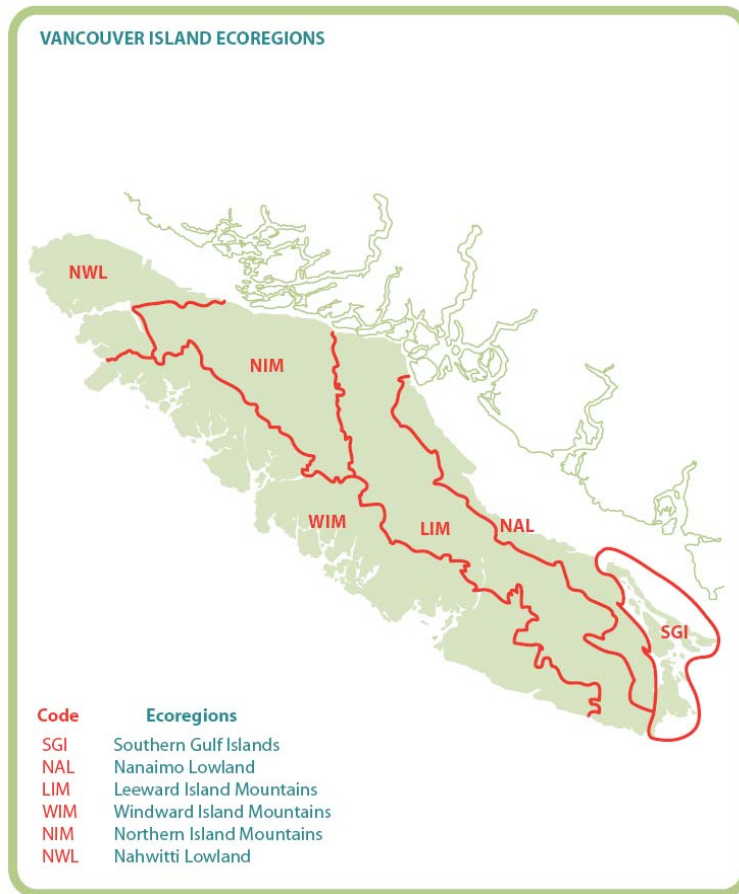 VANCOUVER ISLAND ECOREGIONS
NWL
NIM
WIM
LIM
NAL
SGI
Code Ecoregions
SGI Southern Gulf Islands
NAL Nanaimo Lowland
LIM Leeward Island Mountains
WIM Windward Island Mountains
NIM Northern Island Mountains
NWL Nahwitti Lowland